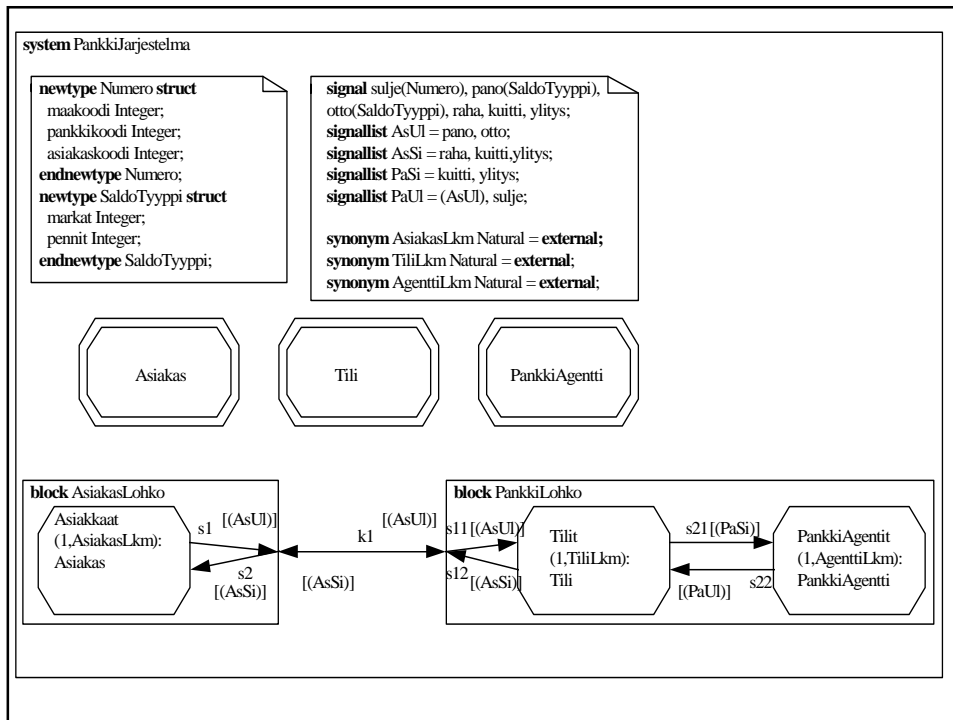 system PankkiJarjestelma
newtype Numero struct
maakoodi Integer;
pankkikoodi Integer;
asiakaskoodi Integer;
endnewtype Numero;
newtype SaldoTyyppi struct
markat Integer;
pennit Integer;
endnewtype SaldoTyyppi;
signal sulje(Numero), pano(SaldoTyyppi),
otto(SaldoTyyppi), raha, kuitti, ylitys;
signallist AsUl = pano, otto;
signallist AsSi = raha, kuitti,ylitys;
signallist PaSi = kuitti, ylitys;
signallist PaUl = (AsUl), sulje;
synonym AsiakasLkm Natural = external;
synonym TiliLkm Natural = external;
synonym AgenttiLkm Natural = external;
Asiakas
Tili
PankkiAgentti
block AsiakasLohko
Asiakkaat
(1,AsiakasLkm):
Asiakas
s1
[(AsUl)]
s2
[(AsSi)]
[(AsUl)]
k1
[(AsSi)]
block PankkiLohko
s11[(AsUl)]
s12
[(AsSi)]
Tilit
(1,TiliLkm):
Tili
s21[(PaSi)]
s22
[(PaUl)]
PankkiAgentit
(1,AgenttiLkm):
PankkiAgentti